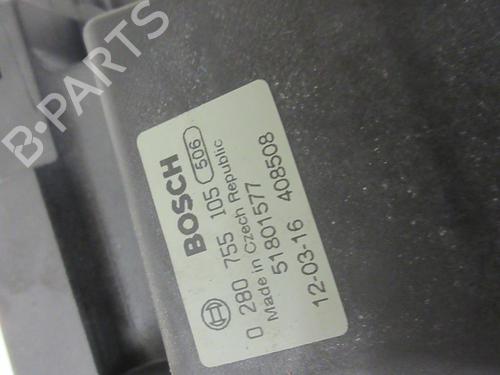 B-PARTS
BOSCH
0 280 755 105 506
Made in Czech Republic
51801577
12-03-16 408508